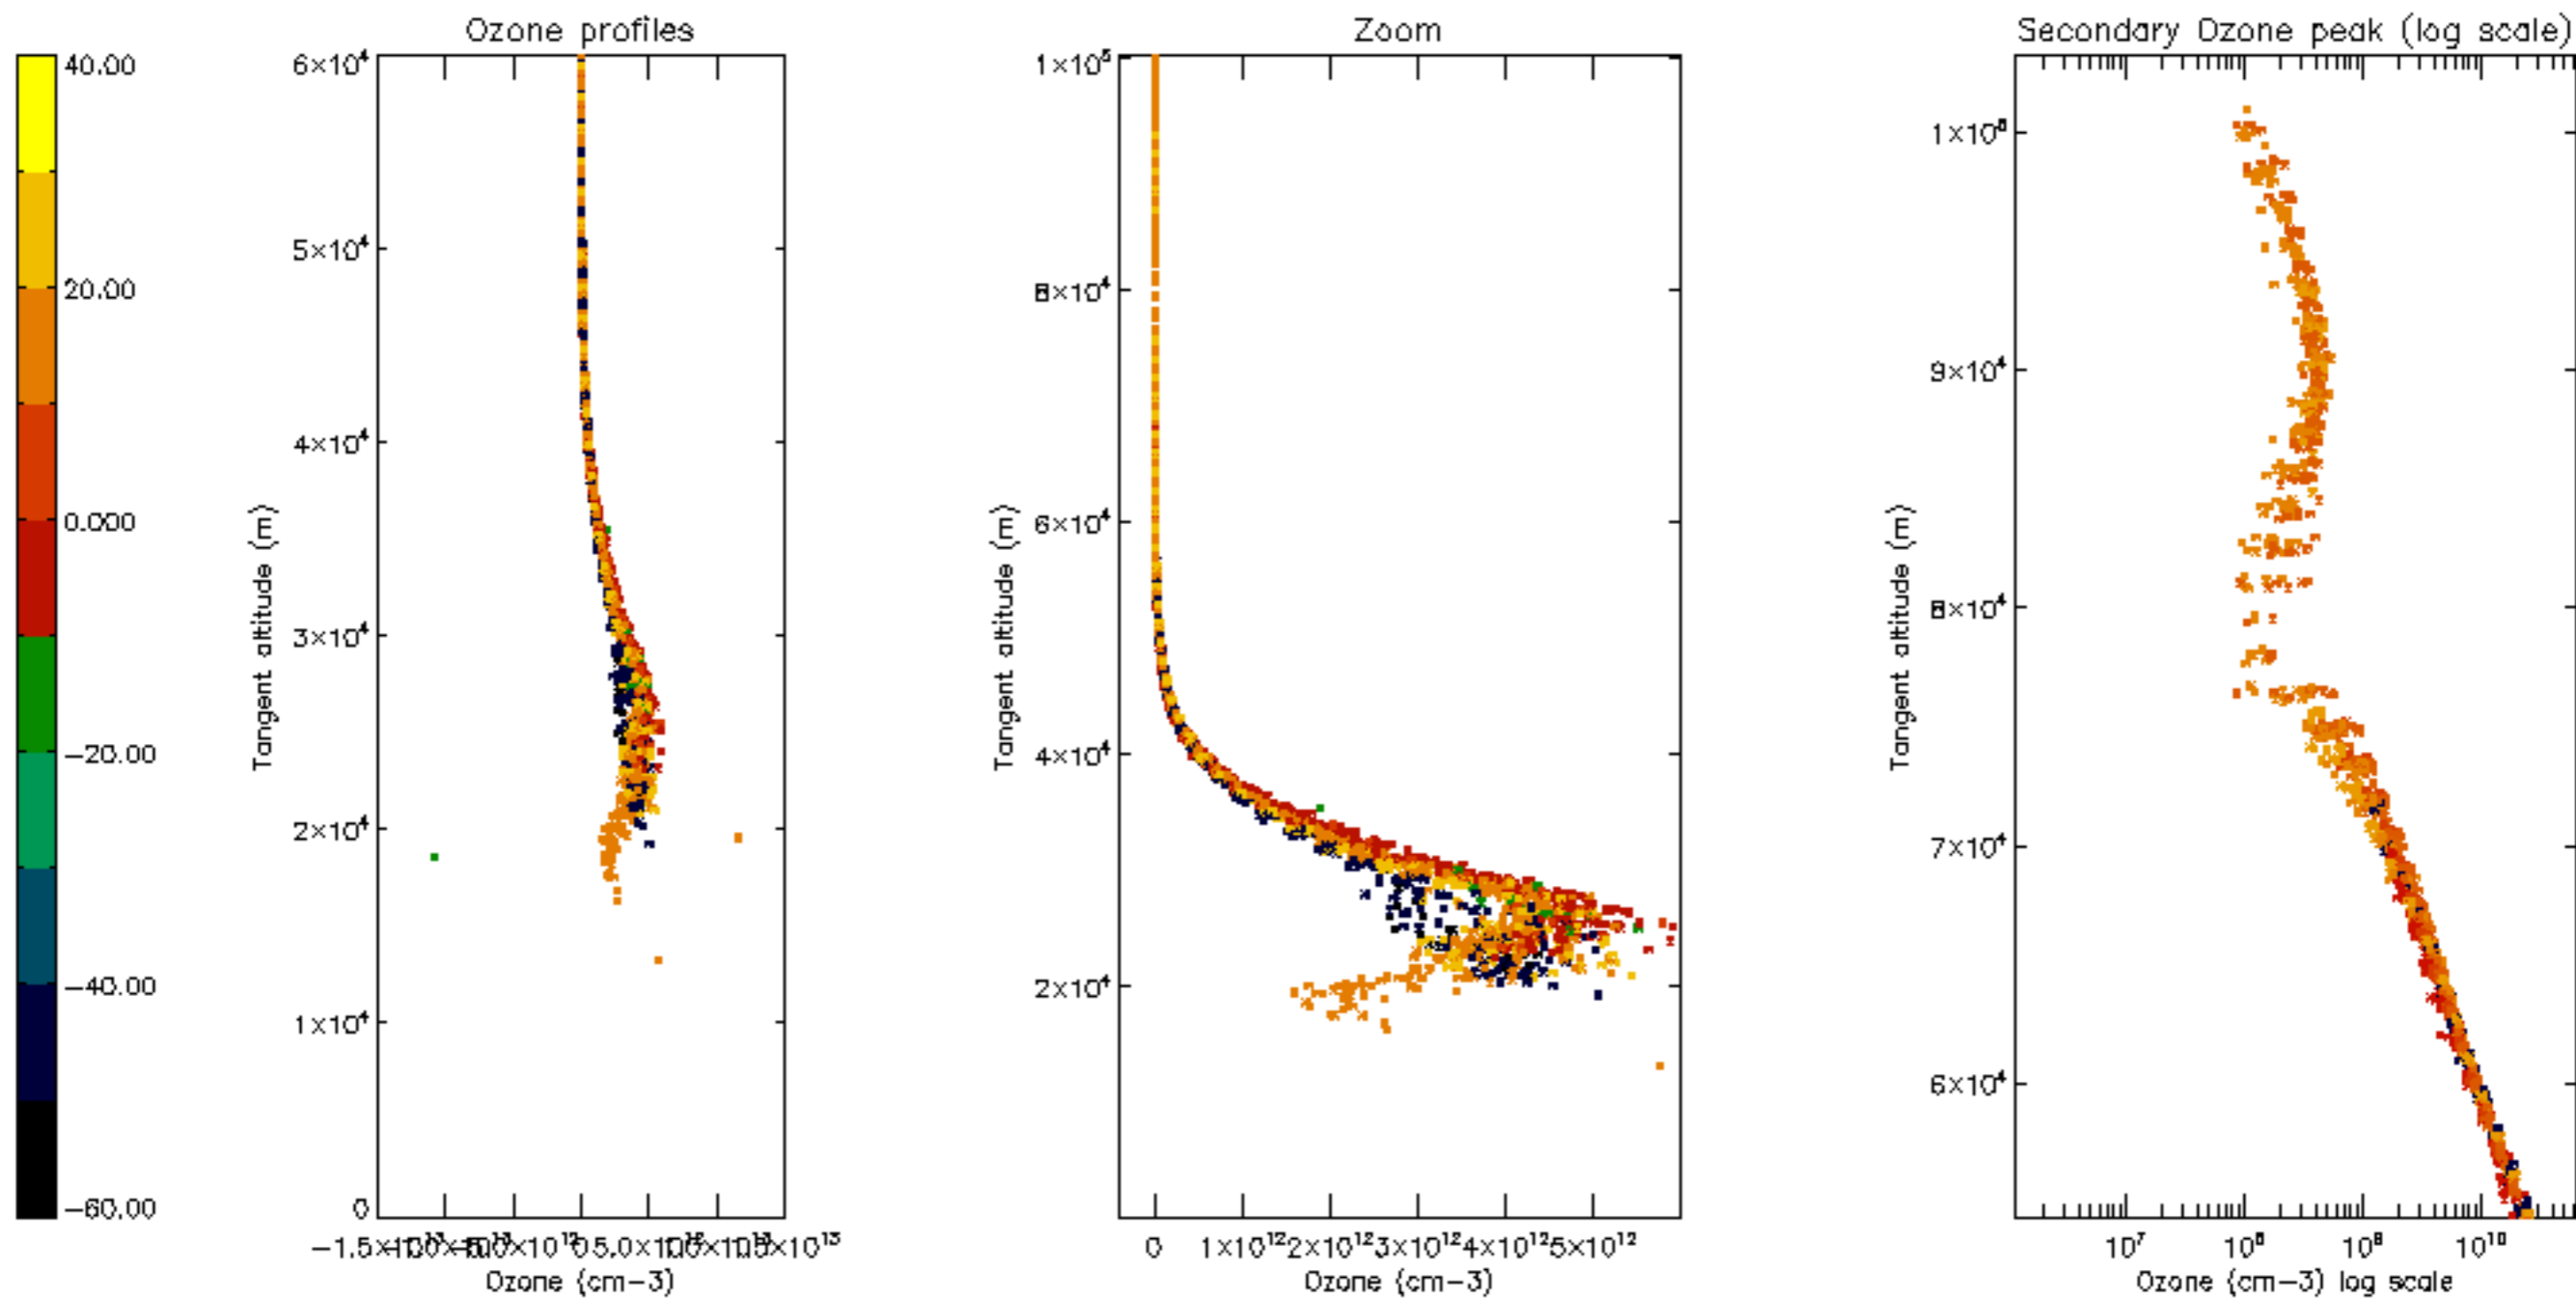 Ozone profiles
Zoom
Secondary Ozone peak (log scale)
40.00
20.00
0.000
−20.00
−40.00
−60.00
Tangent altitude (m)
6×10⁴
5×10⁴
4×10⁴
3×10⁴
2×10⁴
1×10⁴
0
0
5.0×10¹²
Ozone (cm−3)
Tangent altitude (m)
1×10⁵
8×10⁴
6×10⁴
4×10⁴
2×10⁴
0 1×10¹² 2×10¹² 3×10¹² 4×10¹² 5×10¹²
Ozone (cm−3)
Tangent altitude (m)
9×10⁴
8×10⁴
7×10⁴
6×10⁴
10⁷ 10⁸ 10⁹ 10¹⁰
Ozone (cm−3) log scale